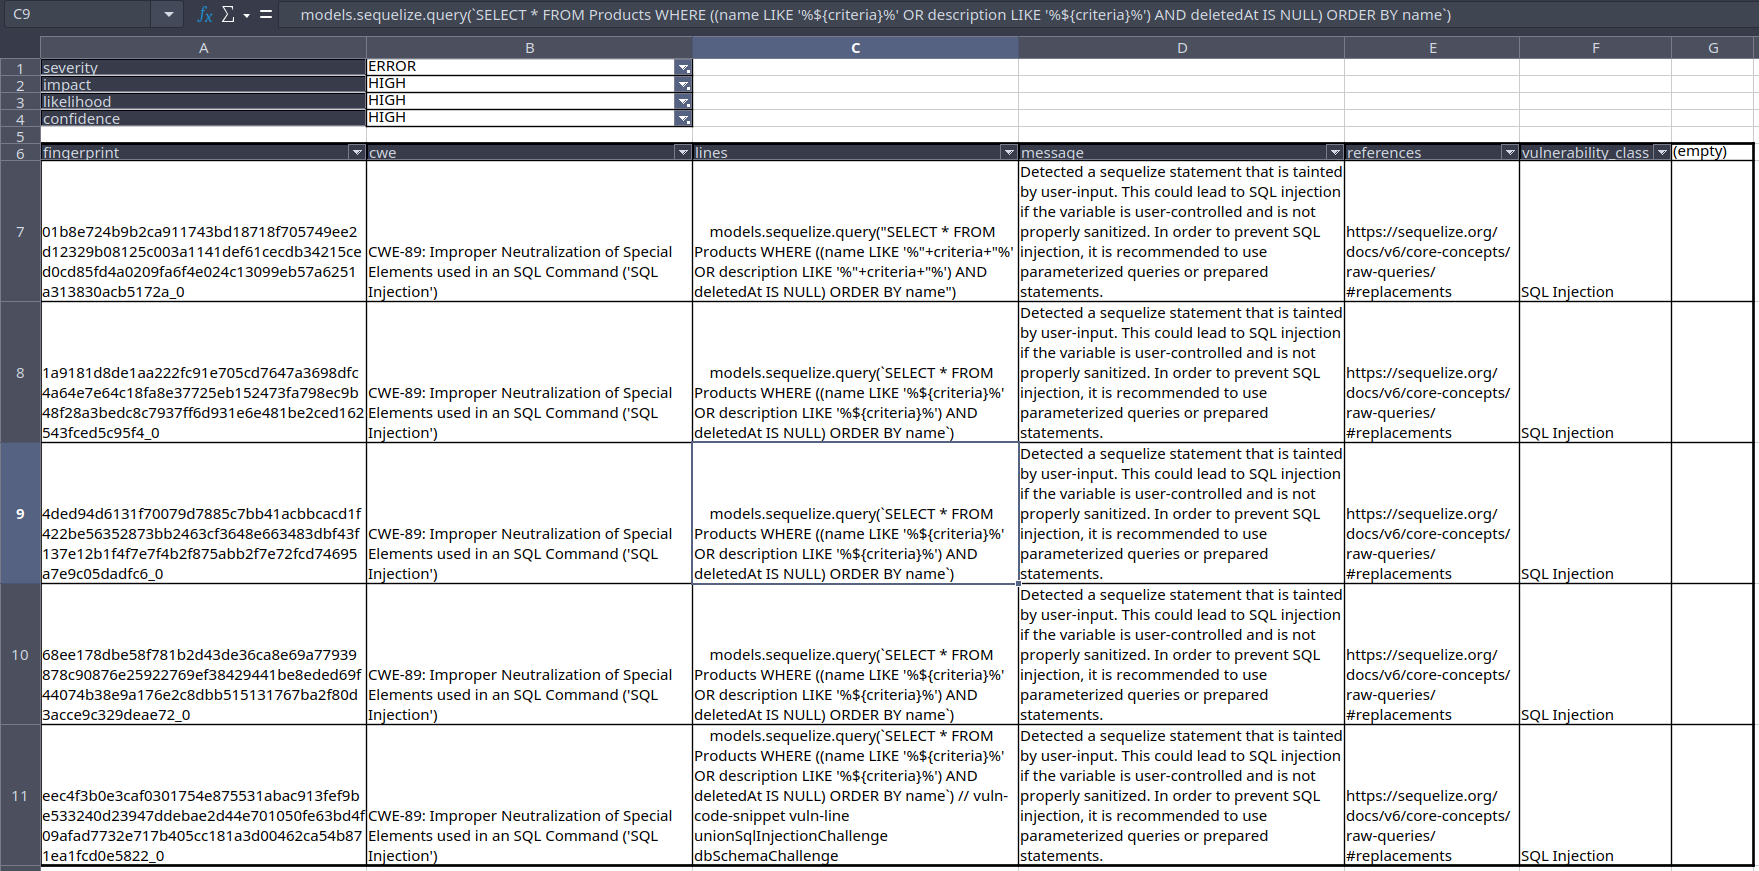 C9 models.sequelize.query(`SELECT * FROM Products WHERE ((name LIKE '%${criteria}%' OR description LIKE '%${criteria}%') AND deletedAt IS NULL) ORDER BY name`)
A B C D E F G
1 severity ERROR
2 impact HIGH
3 likelihood HIGH
4 confidence HIGH
5
6 fingerprint cwe lines message references vulnerability_class (empty)
7
01b8e724b9b2ca911743bd18718f705749ee2
d12329b08125c003a1141def61cecdb34215ce
d0cd85fd4a0209fa6f4e024c13099eb57a6251
a313830acb5172a_0
CWE-89: Improper Neutralization of Special
Elements used in an SQL Command ('SQL
Injection')
models.sequelize.query("SELECT * FROM
Products WHERE ((name LIKE '%"+criteria+"%'
OR description LIKE '%"+criteria+"%') AND
deletedAt IS NULL) ORDER BY name")
Detected a sequelize statement that is tainted
by user-input. This could lead to SQL injection
if the variable is user-controlled and is not
properly sanitized. In order to prevent SQL
injection, it is recommended to use
parameterized queries or prepared
statements.
https://sequelize.org/
docs/v6/core-concepts/
raw-queries/
#replacements
SQL Injection
8
1a9181d8de1aa222fc91e705cd7647a3698dfc
4a64e7e64c18fa8e37725eb152473fa798ec9b
48f28a3bedc8c7937ff6d931e6e481be2ced162
543fced5c95f4_0
CWE-89: Improper Neutralization of Special
Elements used in an SQL Command ('SQL
Injection')
models.sequelize.query(`SELECT * FROM
Products WHERE ((name LIKE '%${criteria}%'
OR description LIKE '%${criteria}%') AND
deletedAt IS NULL) ORDER BY name`)
Detected a sequelize statement that is tainted
by user-input. This could lead to SQL injection
if the variable is user-controlled and is not
properly sanitized. In order to prevent SQL
injection, it is recommended to use
parameterized queries or prepared
statements.
https://sequelize.org/
docs/v6/core-concepts/
raw-queries/
#replacements
SQL Injection
9
4ded94d6131f70079d7885c7bb41acbbcacd1f
422be56352873bb2463cf3648e663483dbf43f
137e12b1f4f7e7f4b2f875abb2f7e72fcd74695
a7e9c05dadfc6_0
CWE-89: Improper Neutralization of Special
Elements used in an SQL Command ('SQL
Injection')
models.sequelize.query(`SELECT * FROM
Products WHERE ((name LIKE '%${criteria}%'
OR description LIKE '%${criteria}%') AND
deletedAt IS NULL) ORDER BY name`)
Detected a sequelize statement that is tainted
by user-input. This could lead to SQL injection
if the variable is user-controlled and is not
properly sanitized. In order to prevent SQL
injection, it is recommended to use
parameterized queries or prepared
statements.
https://sequelize.org/
docs/v6/core-concepts/
raw-queries/
#replacements
SQL Injection
10
68ee178dbe58f781b2d43de36ca8e69a77939
878c90876e25922769ef38429441be8eded69f
44074b38e9a176e2c8dbb515131767ba2f80d
3acce9c329deae72_0
CWE-89: Improper Neutralization of Special
Elements used in an SQL Command ('SQL
Injection')
models.sequelize.query(`SELECT * FROM
Products WHERE ((name LIKE '%${criteria}%'
OR description LIKE '%${criteria}%') AND
deletedAt IS NULL) ORDER BY name`)
Detected a sequelize statement that is tainted
by user-input. This could lead to SQL injection
if the variable is user-controlled and is not
properly sanitized. In order to prevent SQL
injection, it is recommended to use
parameterized queries or prepared
statements.
https://sequelize.org/
docs/v6/core-concepts/
raw-queries/
#replacements
SQL Injection
11
eec4f3b0e3caf0301754e875531abac913fef9b
e533240d23947ddebae2d44e701050fe63bd4f
09afad7732e717b405cc181a3d00462ca54b87
1ea1fcd0e5822_0
CWE-89: Improper Neutralization of Special
Elements used in an SQL Command ('SQL
Injection')
models.sequelize.query(`SELECT * FROM
Products WHERE ((name LIKE '%${criteria}%'
OR description LIKE '%${criteria}%') AND
deletedAt IS NULL) ORDER BY name`) // vuln-
code-snippet vuln-line
unionSqlInjectionChallenge
dbSchemaChallenge
Detected a sequelize statement that is tainted
by user-input. This could lead to SQL injection
if the variable is user-controlled and is not
properly sanitized. In order to prevent SQL
injection, it is recommended to use
parameterized queries or prepared
statements.
https://sequelize.org/
docs/v6/core-concepts/
raw-queries/
#replacements
SQL Injection